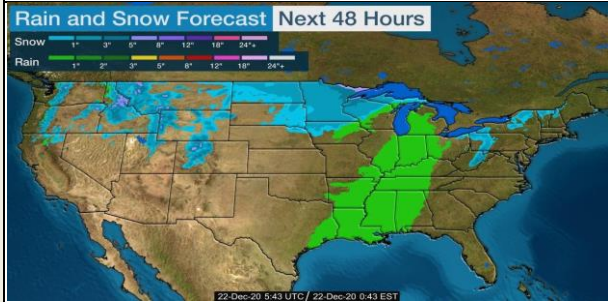 Rain and Snow Forecast Next 48 Hours
Snow
1" 3" 5" 8" 12" 18" 24"+
Rain
1" 2" 3" 5" 8" 12" 18" 24"+
22-Dec-20 5:43 UTC / 22-Dec-20 0:43 EST